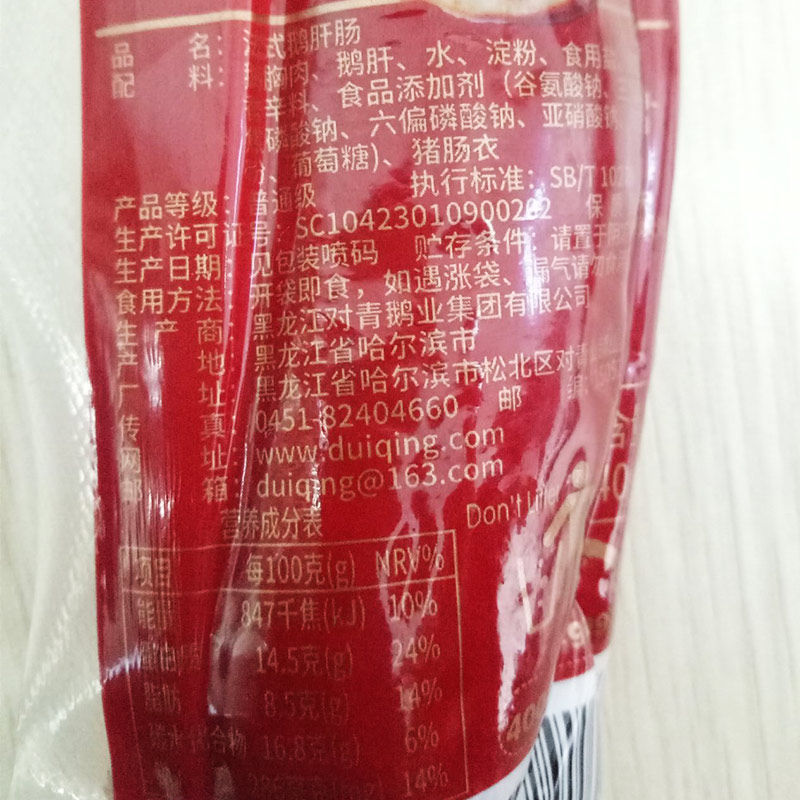 品 名：法式鹅肝肠
配 料：胸肉、鹅肝、水、淀粉、食用
辛料、食品添加剂（谷氨酸钠、
磷酸钠、六偏磷酸钠、亚硝酸钠
、葡萄糖)、猪肠衣
产品等级：普通级 执行标准：SB/T 10
生产许可证号：SC10423010900202 保
生产日期：见包装喷码 贮存条件：请置于
食用方法：开袋即食，如遇涨袋、漏气请勿
生 产 商：黑龙江对青鹅业集团有限公司
产 地：黑龙江省哈尔滨市
厂 址：黑龙江省哈尔滨市松北区对青
传 真：0451-82404660 邮 编
网 址：www.duiqing.com
邮 箱：duiqing@163.com
营养成分表
Don't
项目 每100克(g) NRV%
能量 847千焦(kJ) 10%
14.5克(g) 24%
脂肪 8.5克(g) 14%
碳水化合物 16.8克(g) 6%
14%